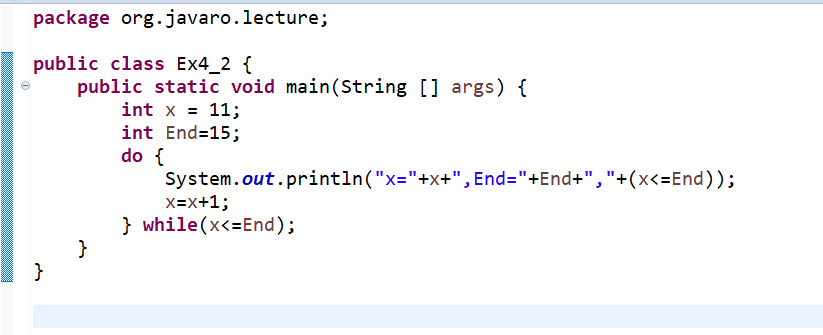 package org.javaro.lecture;
public class Ex4_2 {
public static void main(String [] args) {
int x = 11;
int End=15;
do {
System.out.println("x="+x+",End="+End+","+(x<=End));
x=x+1;
} while(x<=End);
}
}